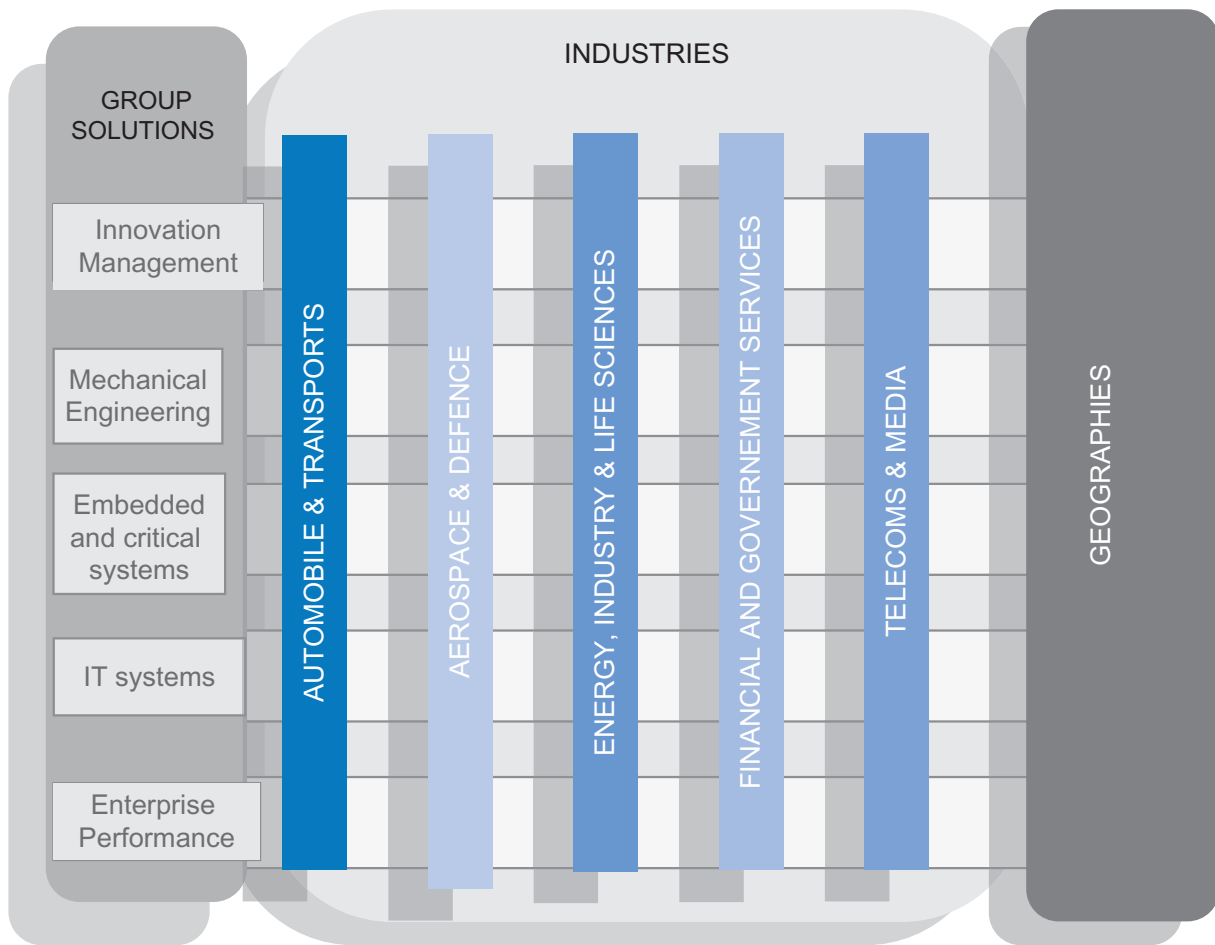 INDUSTRIES
GROUP
SOLUTIONS
Innovation
Management
Mechanical
Engineering
Embedded
and critical
systems
IT systems
Enterprise
Performance
AUTOMOBILE & TRANSPORTS
AEROSPACE & DEFENCE
ENERGY, INDUSTRY & LIFE SCIENCES
FINANCIAL AND GOVERNEMENT SERVICES
TELECOMS & MEDIA
GEOGRAPHIES